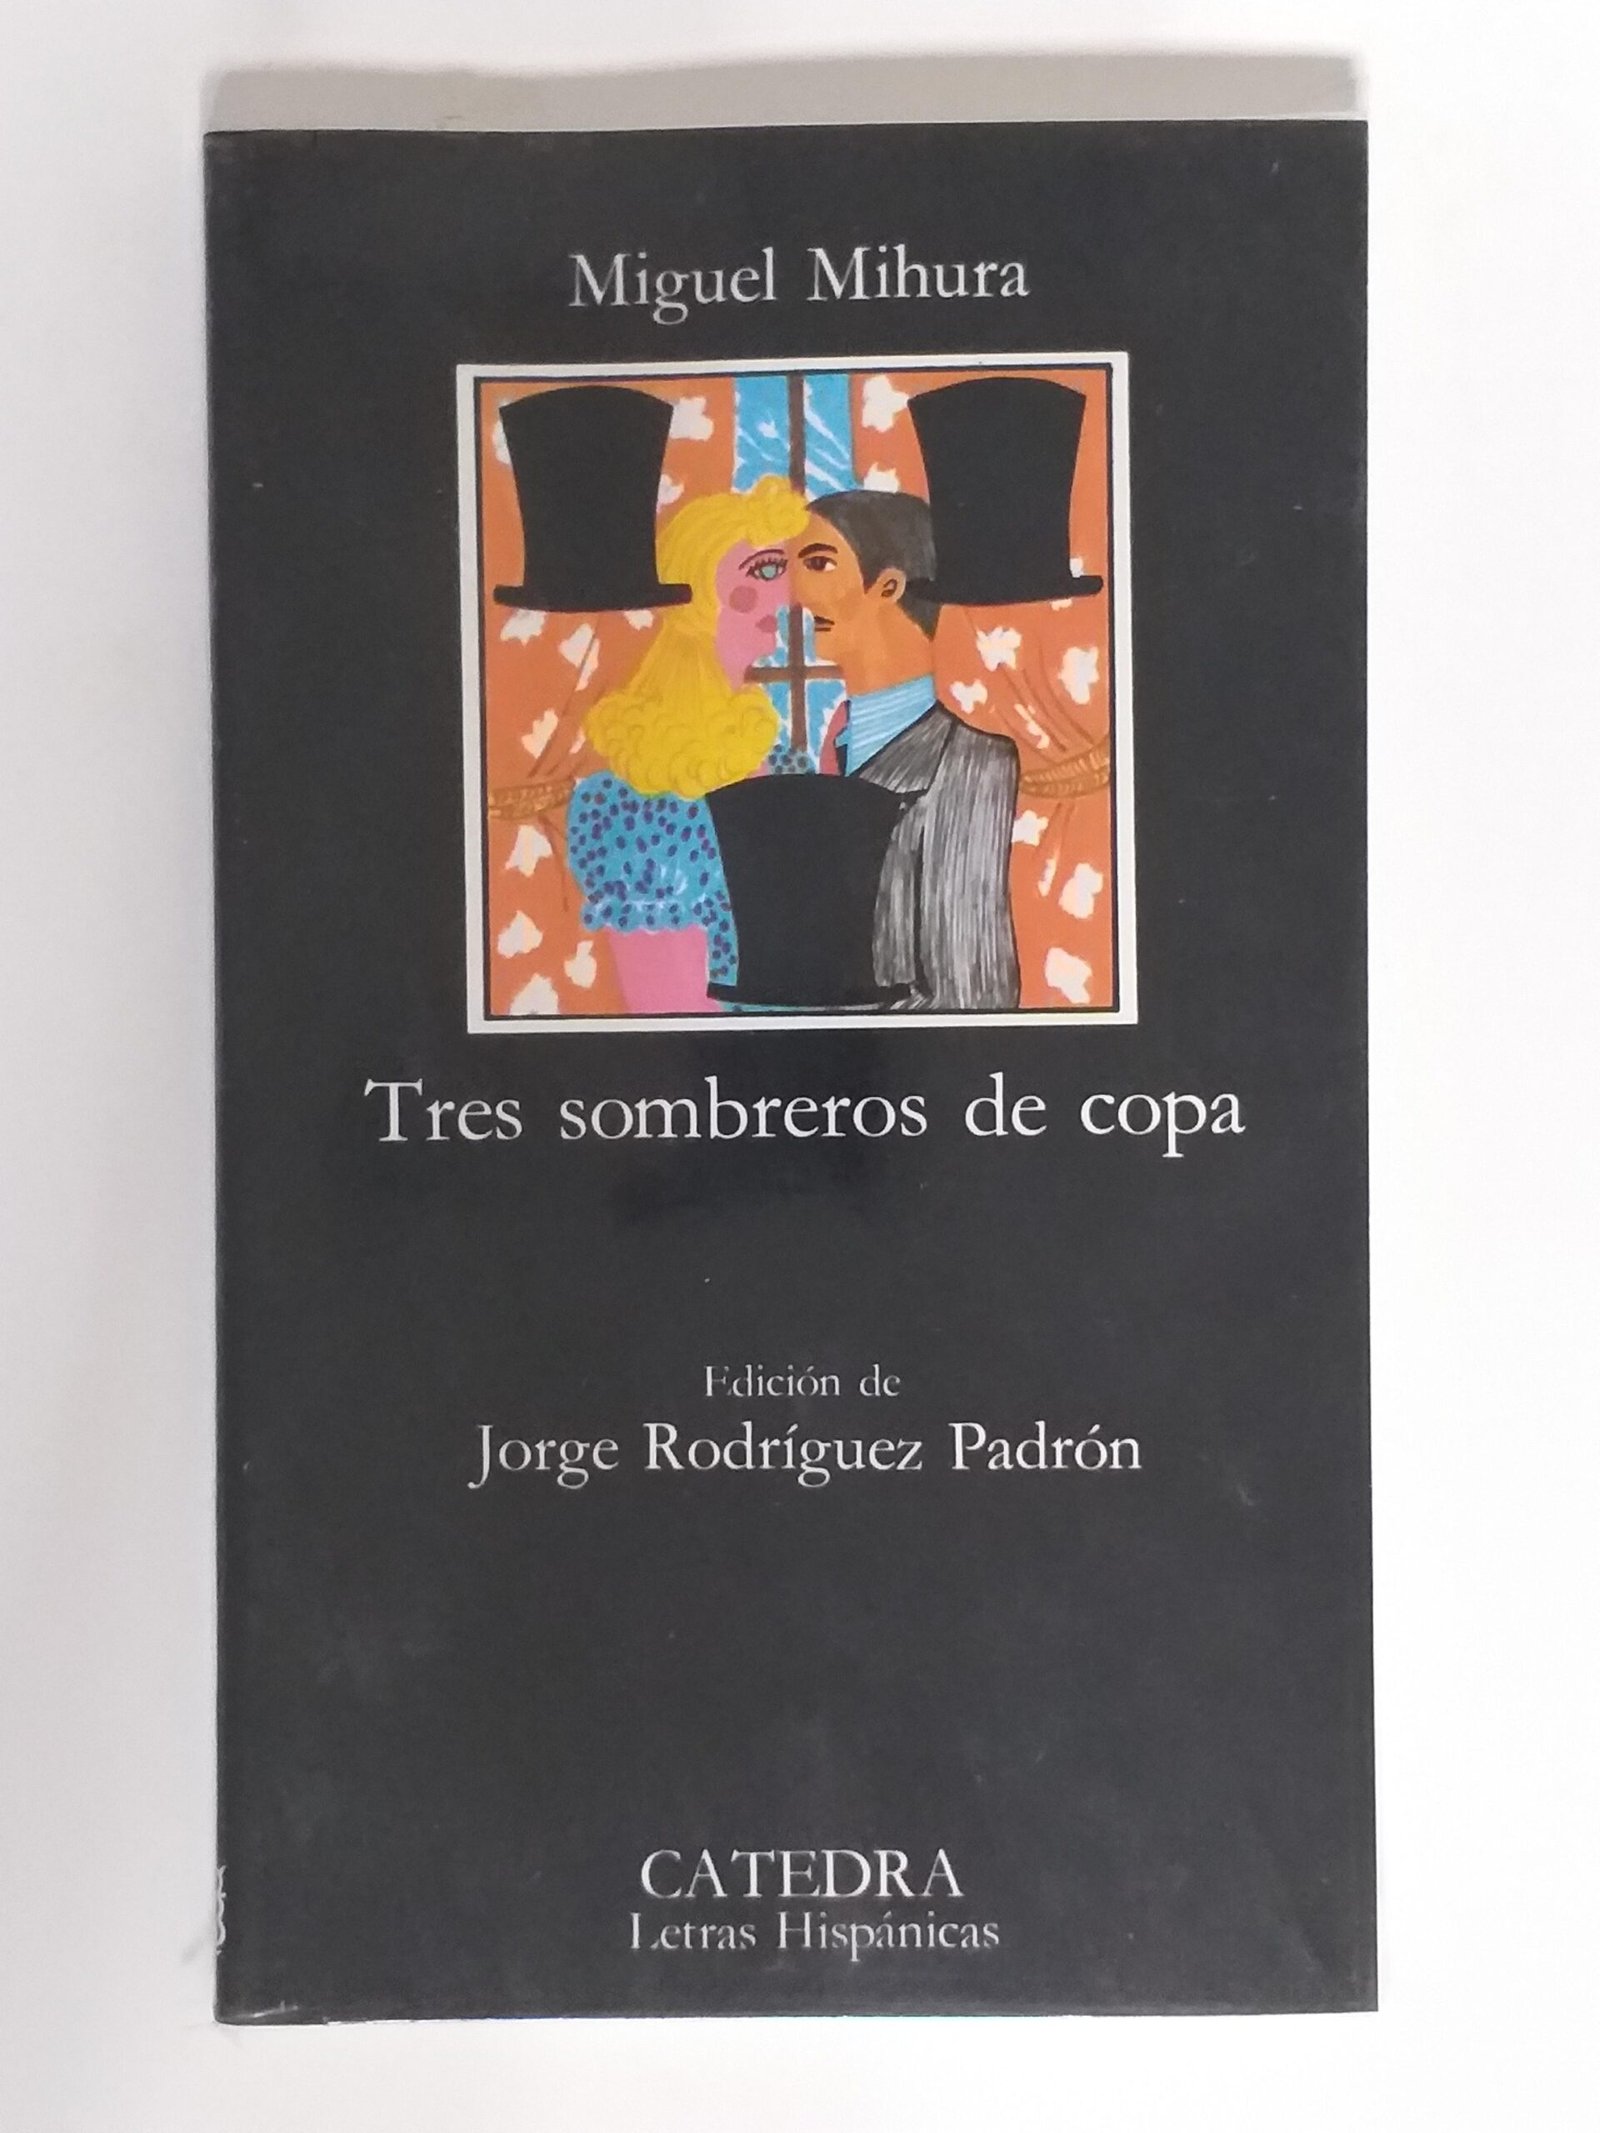 Miguel Mihura
Tres sombreros de copa
Edición de
Jorge Rodríguez Padrón
CATEDRA
Letras Hispánicas